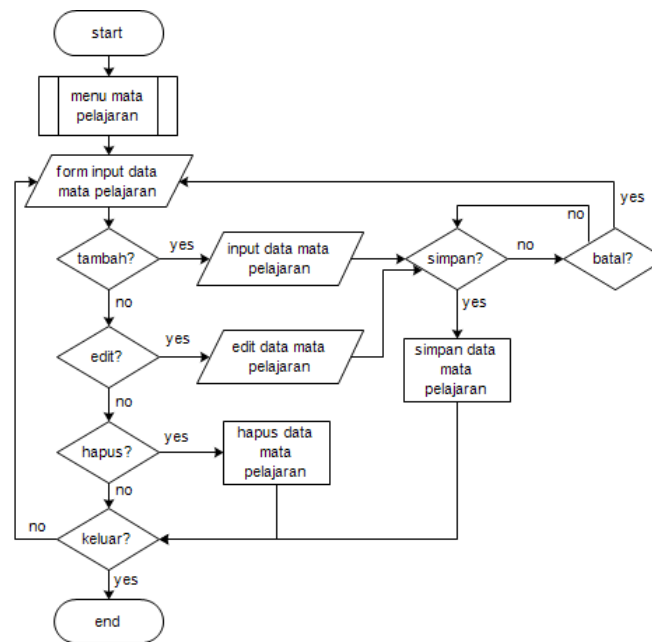 start
menu mata
pelajaran
form input data
mata pelajaran
yes
no
tambah?
yes
input data mata
pelajaran
simpan?
no
batal?
no
yes
edit?
yes
edit data mata
pelajaran
simpan data
mata
pelajaran
no
hapus?
yes
hapus data
mata
pelajaran
no
no
keluar?
yes
end